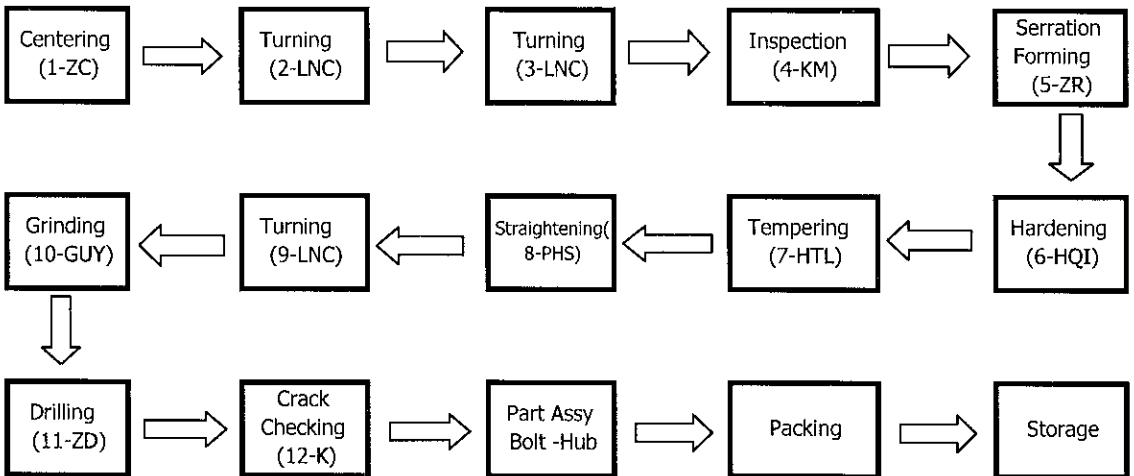 Centering
(1-ZC)
Turning
(2-LNC)
Turning
(3-LNC)
Inspection
(4-KM)
Serration
Forming
(5-ZR)
Hardening
(6-HQI)
Tempering
(7-HTL)
Straightening(
8-PHS)
Turning
(9-LNC)
Grinding
(10-GUY)
Drilling
(11-ZD)
Crack
Checking
(12-K)
Part Assy
Bolt -Hub
Packing
Storage